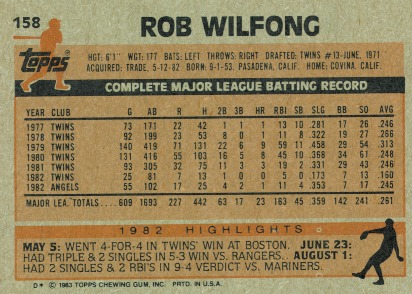 158
ROB WILFONG
topps
HGT: 6'1" WGT: 177 BATS: LEFT THROWS: RIGHT DRAFTED: TWINS #13-JUNE, 1971
ACQUIRED: TRADE, 5-12-82 BORN: 9-1-53, PASADENA, CALIF. HOME: COVINA, CALIF.
COMPLETE MAJOR LEAGUE BATTING RECORD
YEAR CLUB G AB R H 2B 3B HR RBI SB SLG BB SO AVG
1977 TWINS 73 171 22 42 1 1 1 13 10 .281 17 26 .246
1978 TWINS 92 199 23 53 8 0 1 11 8 .322 19 27 .266
1979 TWINS 140 419 71 131 22 6 9 59 11 .458 29 54 .313
1980 TWINS 131 416 55 103 16 5 8 45 10 .368 34 61 .248
1981 TWINS 93 305 32 75 11 3 3 19 2 .331 29 43 .246
1982 TWINS 25 81 7 13 1 0 0 5 0 .173 7 13 .160
1982 ANGELS 55 102 17 25 4 2 1 11 4 .353 7 17 .245
MAJOR LEA. TOTALS.... 609 1693 227 442 63 17 23 163 45 .359 142 241 .261
1982 HIGHLIGHTS
MAY 5: WENT 4-FOR-4 IN TWINS' WIN AT BOSTON. JUNE 23:
HAD TRIPLE & 2 SINGLES IN 5-3 WIN VS. RANGERS. AUGUST 1:
HAD 2 SINGLES & 2 RBI'S IN 9-4 VERDICT VS. MARINERS.
D* © 1983 TOPPS CHEWING GUM, INC. PRTD. IN U.S.A.